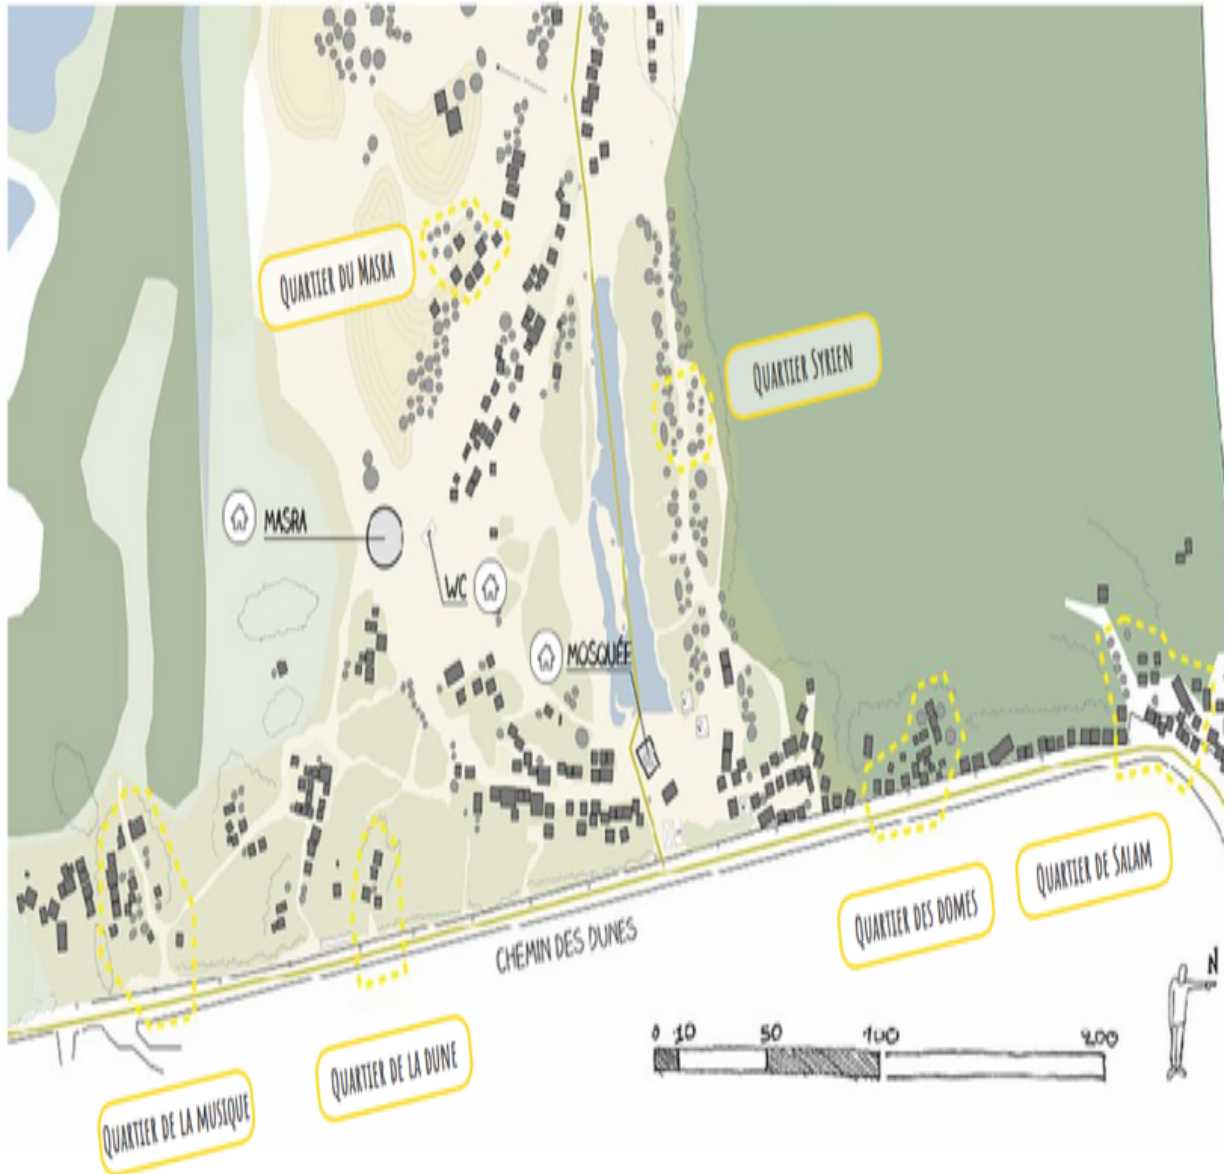 QUARTIER DU MASRA
QUARTIER SYRIEN
MASRA
WC
MOSQUÉE
QUARTIER DE SALAM
QUARTIER DES DOMES
CHEMIN DES DUNES
N
0 10 50 100 200
QUARTIER DE LA DUNE
QUARTIER DE LA MUSIQUE